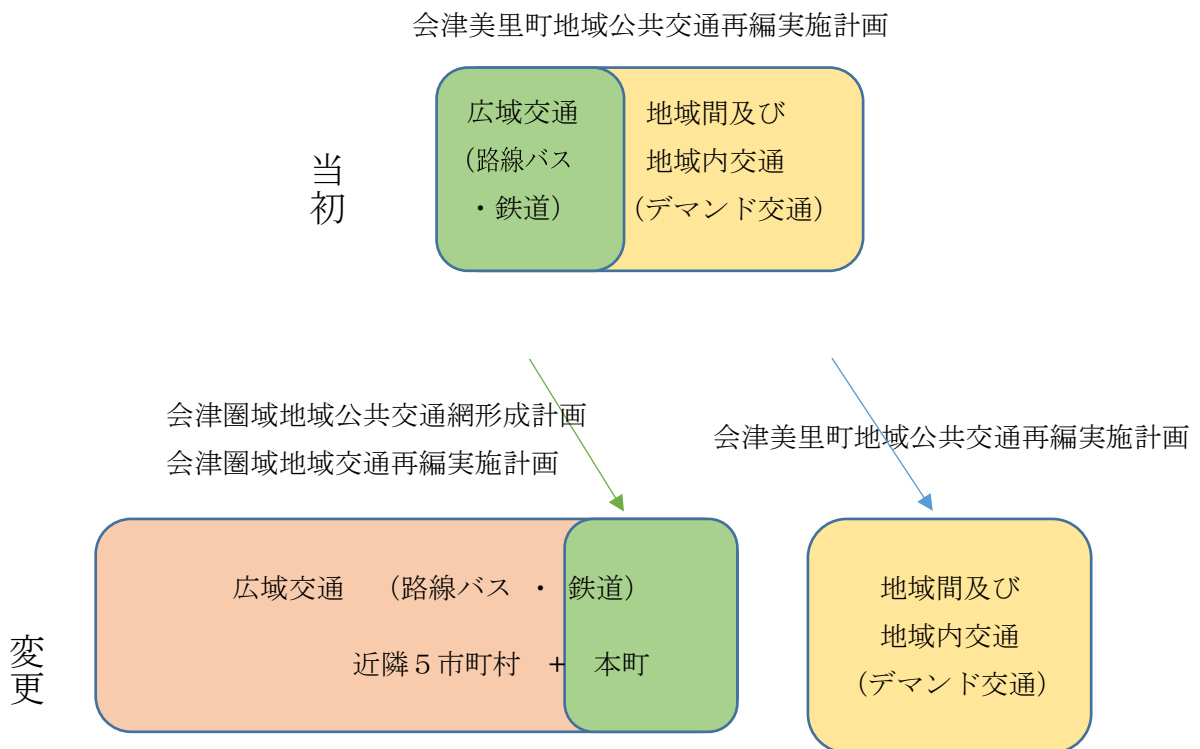 会津美里町地域公共交通再編実施計画
当初
広域交通
（路線バス
・鉄道）
地域間及び
地域内交通
（デマンド交通）
会津圏域地域公共交通網形成計画
会津圏域地域交通再編実施計画
会津美里町地域公共交通再編実施計画
変更
広域交通　（路線バス ・ 鉄道）
近隣５市町村　+　本町
地域間及び
地域内交通
（デマンド交通）